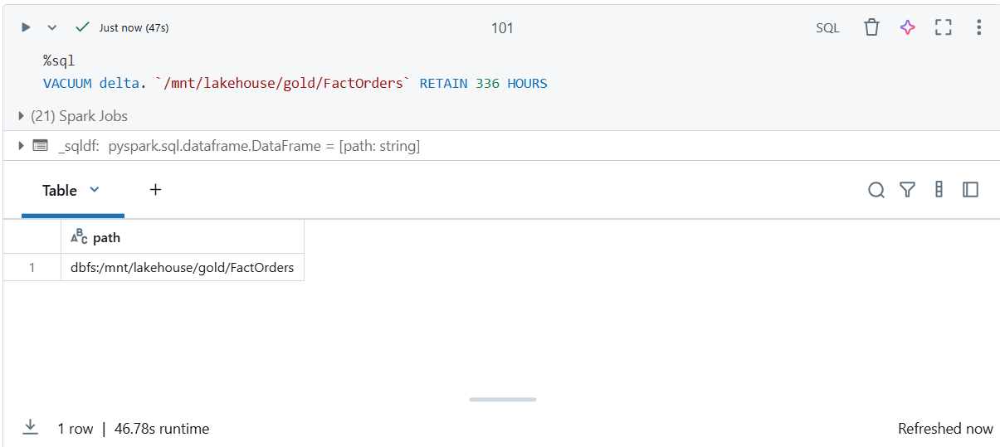 Just now (47s)
101
SQL
%sql
VACUUM delta. `/mnt/lakehouse/gold/FactOrders` RETAIN 336 HOURS
(21) Spark Jobs
_sqldf: pyspark.sql.dataframe.DataFrame = [path: string]
Table
+
ABC path
1 dbfs:/mnt/lakehouse/gold/FactOrders
1 row | 46.78s runtime
Refreshed now